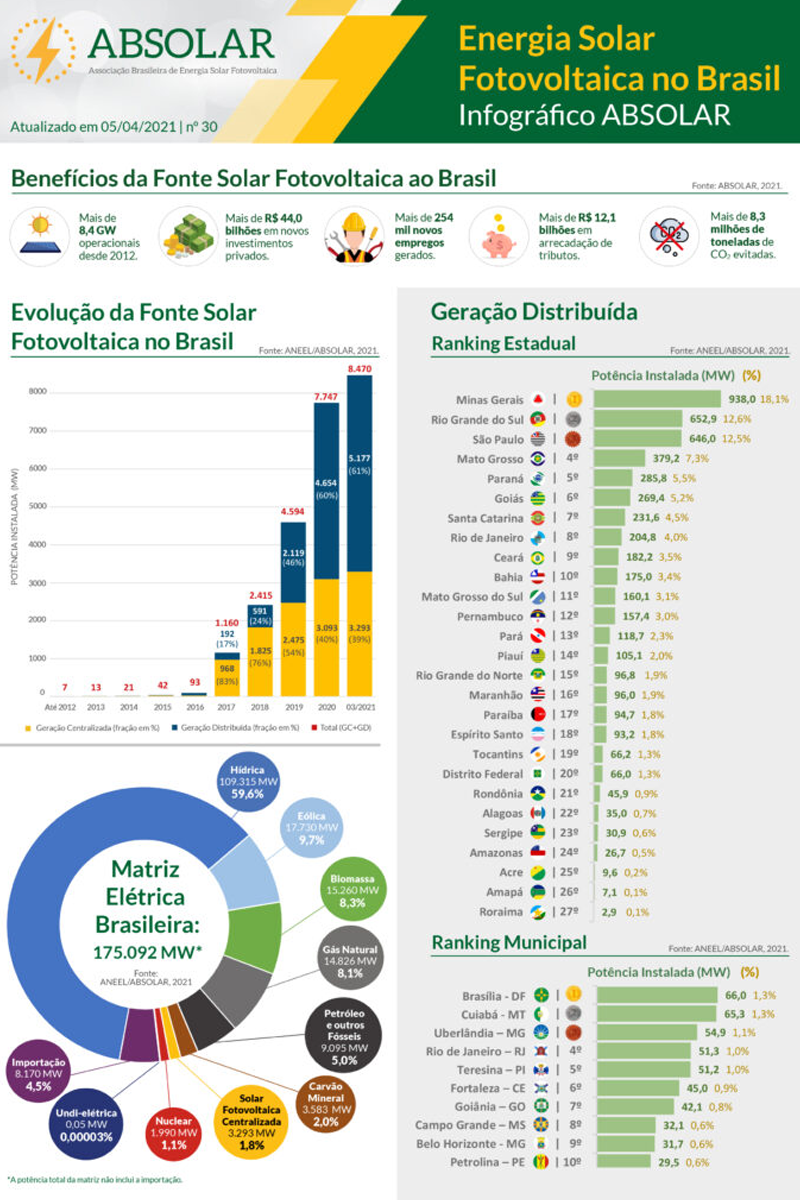 ABSOLAR
Associação Brasileira de Energia Solar Fotovoltaica
Atualizado em 05/04/2021 | nº 30
Energia Solar
Fotovoltaica no Brasil
Infográfico ABSOLAR
Benefícios da Fonte Solar Fotovoltaica ao Brasil
Fonte: ABSOLAR, 2021.
Mais de
8,4 GW
operacionais
desde 2012.
Mais de R$ 44,0
bilhões em novos
investimentos
privados.
Mais de 254
mil novos
empregos
gerados.
Mais de R$ 12,1
bilhões em
arrecadação de
tributos.
CO2
Mais de 8,3
milhões de
toneladas de
CO₂ evitadas.
Evolução da Fonte Solar
Fotovoltaica no Brasil
Fonte: ANEEL/ABSOLAR, 2021.
POTÊNCIA INSTALADA (MW)
8000
7000
6000
5000
4000
3000
2000
1000
0
7
13
21
42
93
1.160
192
(17%)
968
(83%)
2.415
591
(24%)
1.825
(76%)
4.594
2.119
(46%)
2.475
(54%)
7.747
4.654
(60%)
3.093
(40%)
8.470
5.177
(61%)
3.293
(39%)
Até 2012 2013 2014 2015 2016 2017 2018 2019 2020 03/2021
Geração Centralizada (fração em %) Geração Distribuída (fração em %) Total (GC+GD)
Matriz
Elétrica
Brasileira:
175.092 MW*
Fonte:
ANEEL/ABSOLAR, 2021
Hídrica
109.315 MW
59,6%
Eólica
17.730 MW
9,7%
Biomassa
15.260 MW
8,3%
Gás Natural
14.826 MW
8,1%
Petróleo
e outros
Fósseis
9.095 MW
5,0%
Carvão
Mineral
3.583 MW
2,0%
Solar
Fotovoltaica
Centralizada
3.293 MW
1,8%
Nuclear
1.990 MW
1,1%
Undi-elétrica
0,05 MW
0,00003%
Importação
8.170 MW
4,5%
*A potência total da matriz não inclui a importação.
Geração Distribuída
Ranking Estadual
Fonte: ANEEL/ABSOLAR, 2021.
Potência Instalada (MW) (%)
Minas Gerais | 938,0 18,1%
Rio Grande do Sul | 652,9 12,6%
São Paulo | 646,0 12,5%
Mato Grosso | 4º 379,2 7,3%
Paraná | 5º 285,8 5,5%
Goiás | 6º 269,4 5,2%
Santa Catarina | 7º 231,6 4,5%
Rio de Janeiro | 8º 204,8 4,0%
Ceará | 9º 182,2 3,5%
Bahia | 10º 175,0 3,4%
Mato Grosso do Sul | 11º 160,1 3,1%
Pernambuco | 12º 157,4 3,0%
Pará | 13º 118,7 2,3%
Piauí | 14º 105,1 2,0%
Rio Grande do Norte | 15º 96,8 1,9%
Maranhão | 16º 96,0 1,9%
Paraíba | 17º 94,7 1,8%
Espírito Santo | 18º 93,2 1,8%
Tocantins | 19º 66,2 1,3%
Distrito Federal | 20º 66,0 1,3%
Rondônia | 21º 45,9 0,9%
Alagoas | 22º 35,0 0,7%
Sergipe | 23º 30,9 0,6%
Amazonas | 24º 26,7 0,5%
Acre | 25º 9,6 0,2%
Amapá | 26º 7,1 0,1%
Roraima | 27º 2,9 0,1%
Ranking Municipal
Fonte: ANEEL/ABSOLAR, 2021.
Potência Instalada (MW) (%)
Brasília - DF | 66,0 1,3%
Cuiabá - MT | 65,3 1,3%
Uberlândia – MG | 54,9 1,1%
Rio de Janeiro – RJ | 4º 51,3 1,0%
Teresina – PI | 5º 51,2 1,0%
Fortaleza – CE | 6º 45,0 0,9%
Goiânia – GO | 7º 42,1 0,8%
Campo Grande – MS | 8º 32,1 0,6%
Belo Horizonte - MG | 9º 31,7 0,6%
Petrolina – PE | 10º 29,5 0,6%